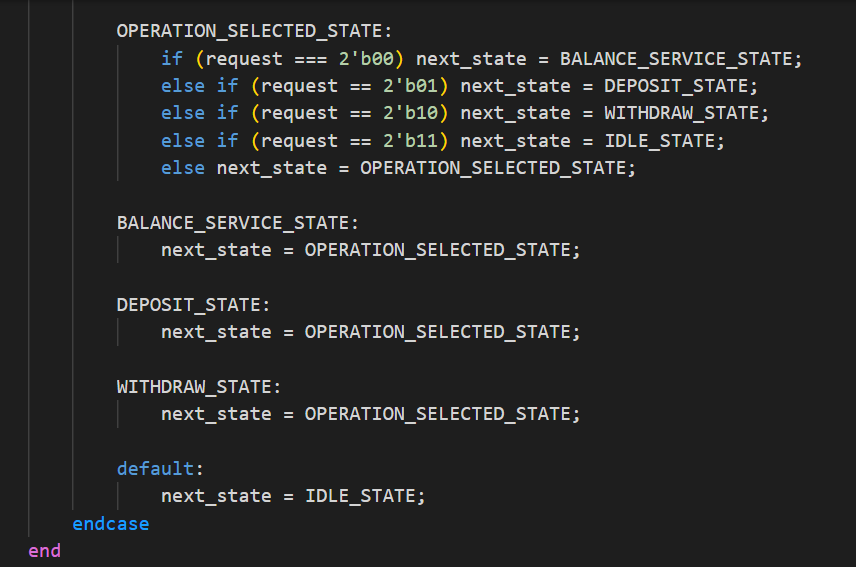 OPERATION_SELECTED_STATE:
if (request === 2'b00) next_state = BALANCE_SERVICE_STATE;
else if (request == 2'b01) next_state = DEPOSIT_STATE;
else if (request == 2'b10) next_state = WITHDRAW_STATE;
else if (request == 2'b11) next_state = IDLE_STATE;
else next_state = OPERATION_SELECTED_STATE;
BALANCE_SERVICE_STATE:
next_state = OPERATION_SELECTED_STATE;
DEPOSIT_STATE:
next_state = OPERATION_SELECTED_STATE;
WITHDRAW_STATE:
next_state = OPERATION_SELECTED_STATE;
default:
next_state = IDLE_STATE;
endcase
end